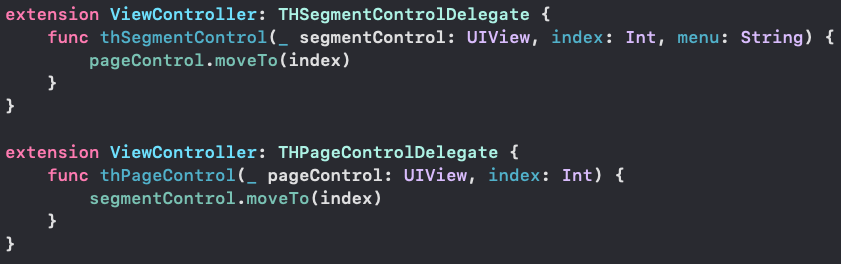 extension ViewController: THSegmentControlDelegate {
    func thSegmentControl(_ segmentControl: UIView, index: Int, menu: String) {
        pageControl.moveTo(index)
    }
}

extension ViewController: THPageControlDelegate {
    func thPageControl(_ pageControl: UIView, index: Int) {
        segmentControl.moveTo(index)
    }
}